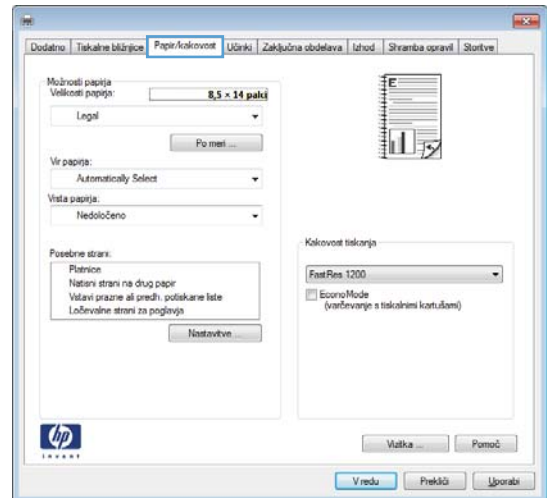 Dodatno Tiskalne bližnjice Papir/kakovost Učinki Zaključna obdelava Izhod Shramba opravil Storitve
Možnosti papirja
Velikosti papirja: 8,5 × 14 palci
Legal
Po meri ...
Vir papirja:
Automatically Select
Vrsta papirja:
Nedoločeno
Posebne strani:
Platnice
Natisni strani na drug papir
Vstavi prazne ali predh. potiskane liste
Ločevalne strani za poglavja
Nastavitve ...
E
Kakovost tiskanja
FastRes 1200
EconoMode
(varčevanje s tiskalnimi kartušami)
hp
invent
Vizitka ... Pomoč
V redu Prekliči Uporabi